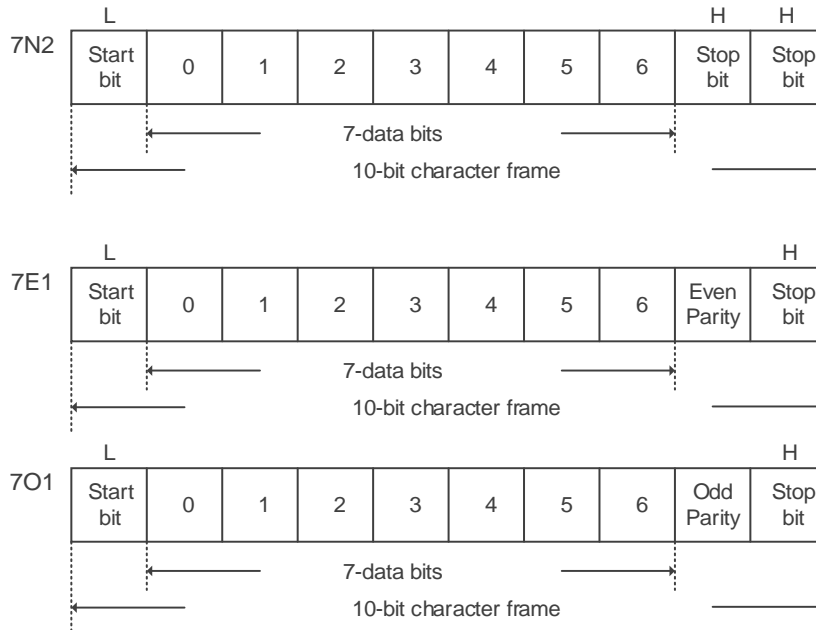 L H H
7N2 Start bit 0 1 2 3 4 5 6 Stop bit Stop bit
7-data bits
10-bit character frame
L H
7E1 Start bit 0 1 2 3 4 5 6 Even Parity Stop bit
7-data bits
10-bit character frame
L H
7O1 Start bit 0 1 2 3 4 5 6 Odd Parity Stop bit
7-data bits
10-bit character frame